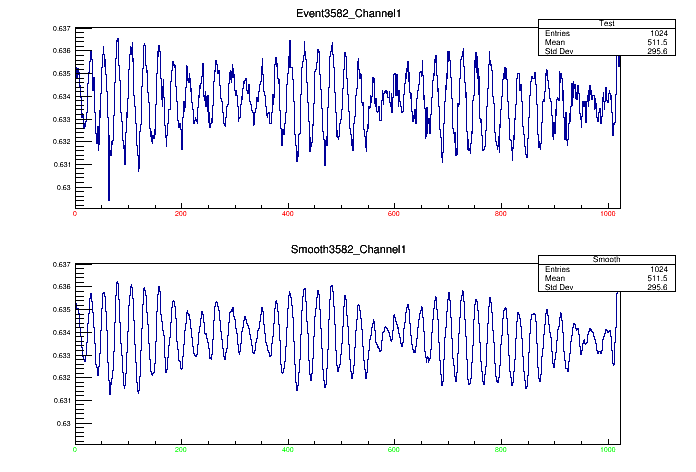 Event3582_Channel1
Test
Entries 1024
Mean 511.5
Std Dev 295.6
0.637
0.636
0.635
0.634
0.633
0.632
0.631
0.63
0 200 400 600 800 1000
Smooth3582_Channel1
Smooth
Entries 1024
Mean 511.5
Std Dev 295.6
0.637
0.636
0.635
0.634
0.633
0.632
0.631
0.63
0 200 400 600 800 1000